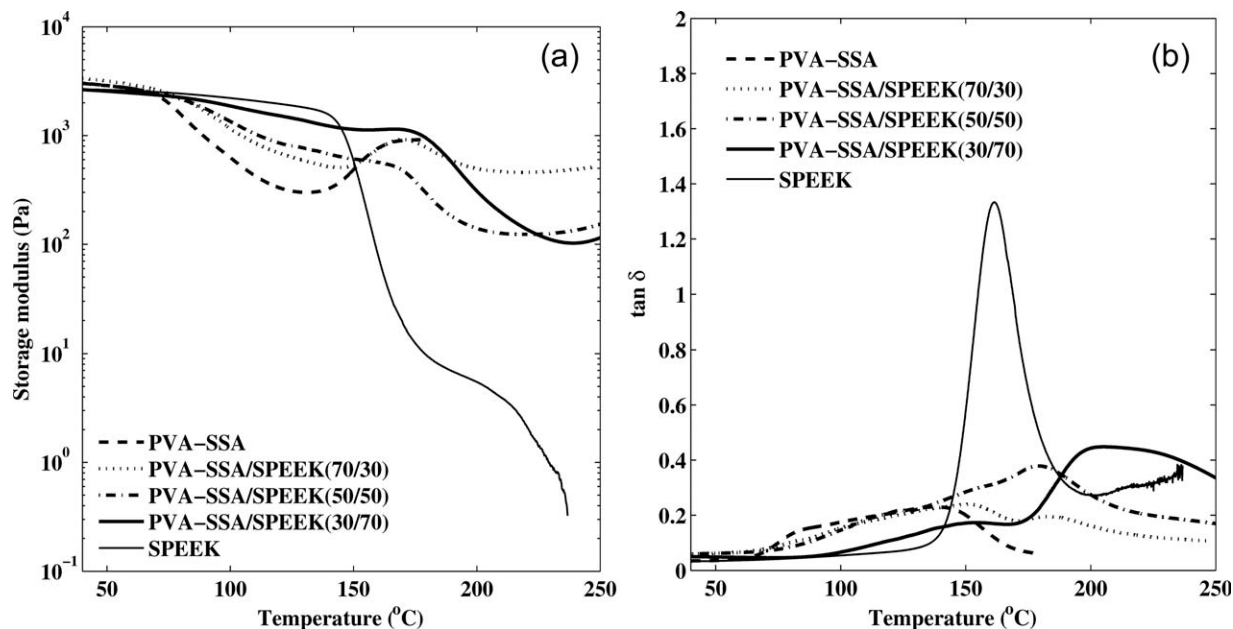 (a)
Storage modulus (Pa)
10^4
10^3
10^2
10^1
10^0
10^−1
PVA−SSA
PVA−SSA/SPEEK(70/30)
PVA−SSA/SPEEK(50/50)
PVA−SSA/SPEEK(30/70)
SPEEK
50 100 150 200 250
Temperature (°C)
(b)
tan δ
2
1.8
1.6
1.4
1.2
1
0.8
0.6
0.4
0.2
0
PVA−SSA
PVA−SSA/SPEEK(70/30)
PVA−SSA/SPEEK(50/50)
PVA−SSA/SPEEK(30/70)
SPEEK
50 100 150 200 250
Temperature (°C)